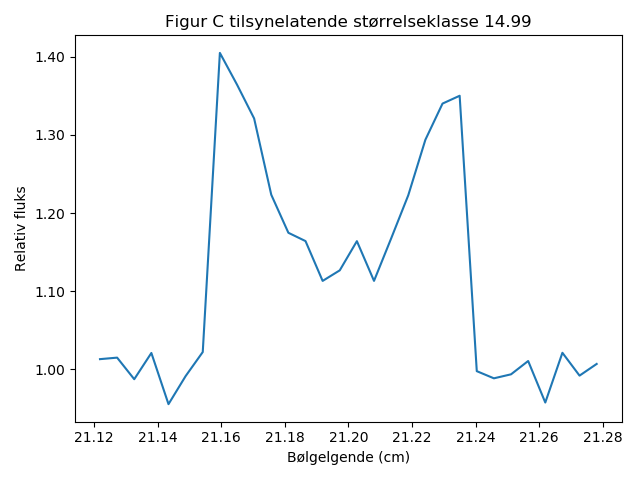 Figur C tilsynelatende størrelseklasse 14.99
1.40
1.30
1.20
1.10
1.00
Relativ fluks
21.12 21.14 21.16 21.18 21.20 21.22 21.24 21.26 21.28
Bølgelgende (cm)